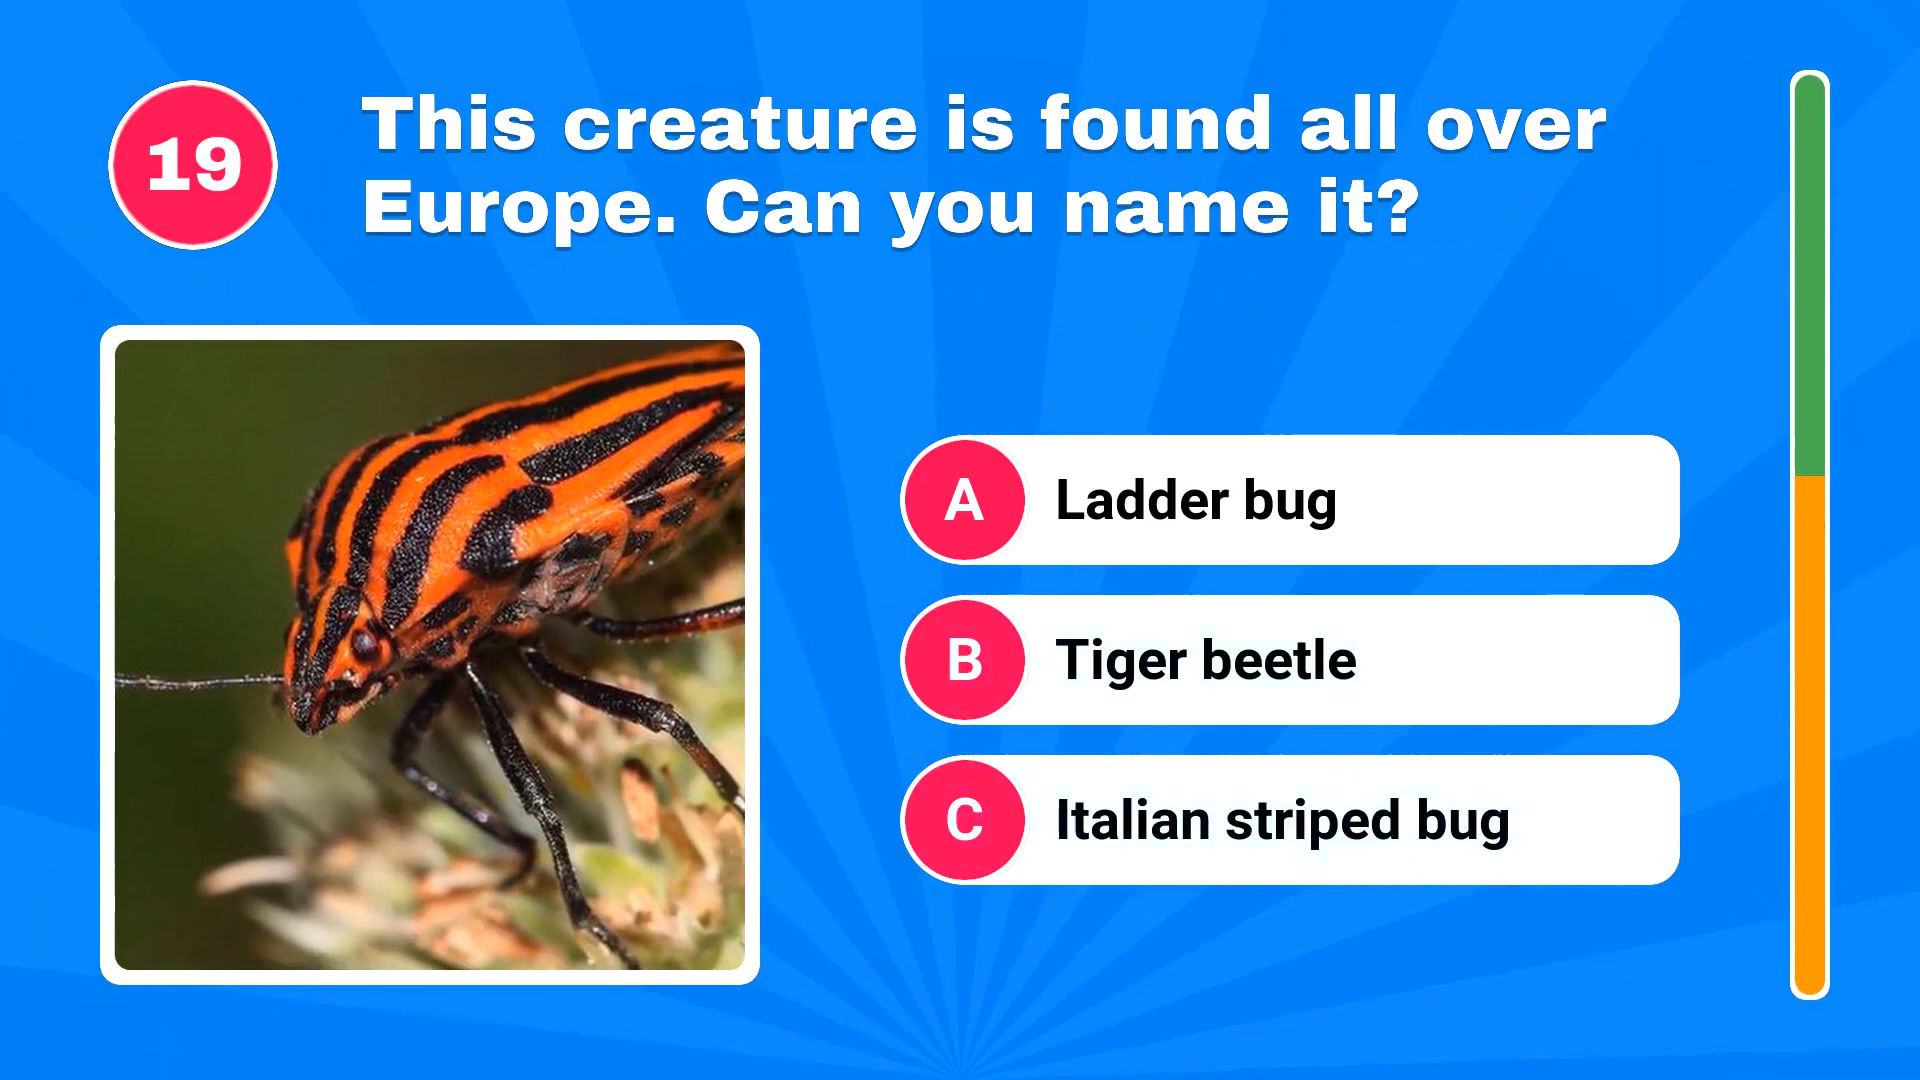 19
This creature is found all over
Europe. Can you name it?
A
Ladder bug
B
Tiger beetle
C
Italian striped bug